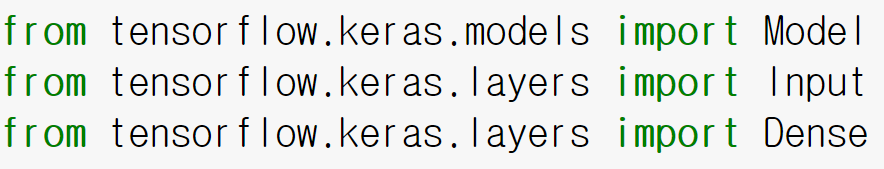 from tensorflow.keras.models import Model
from tensorflow.keras.layers import Input
from tensorflow.keras.layers import Dense